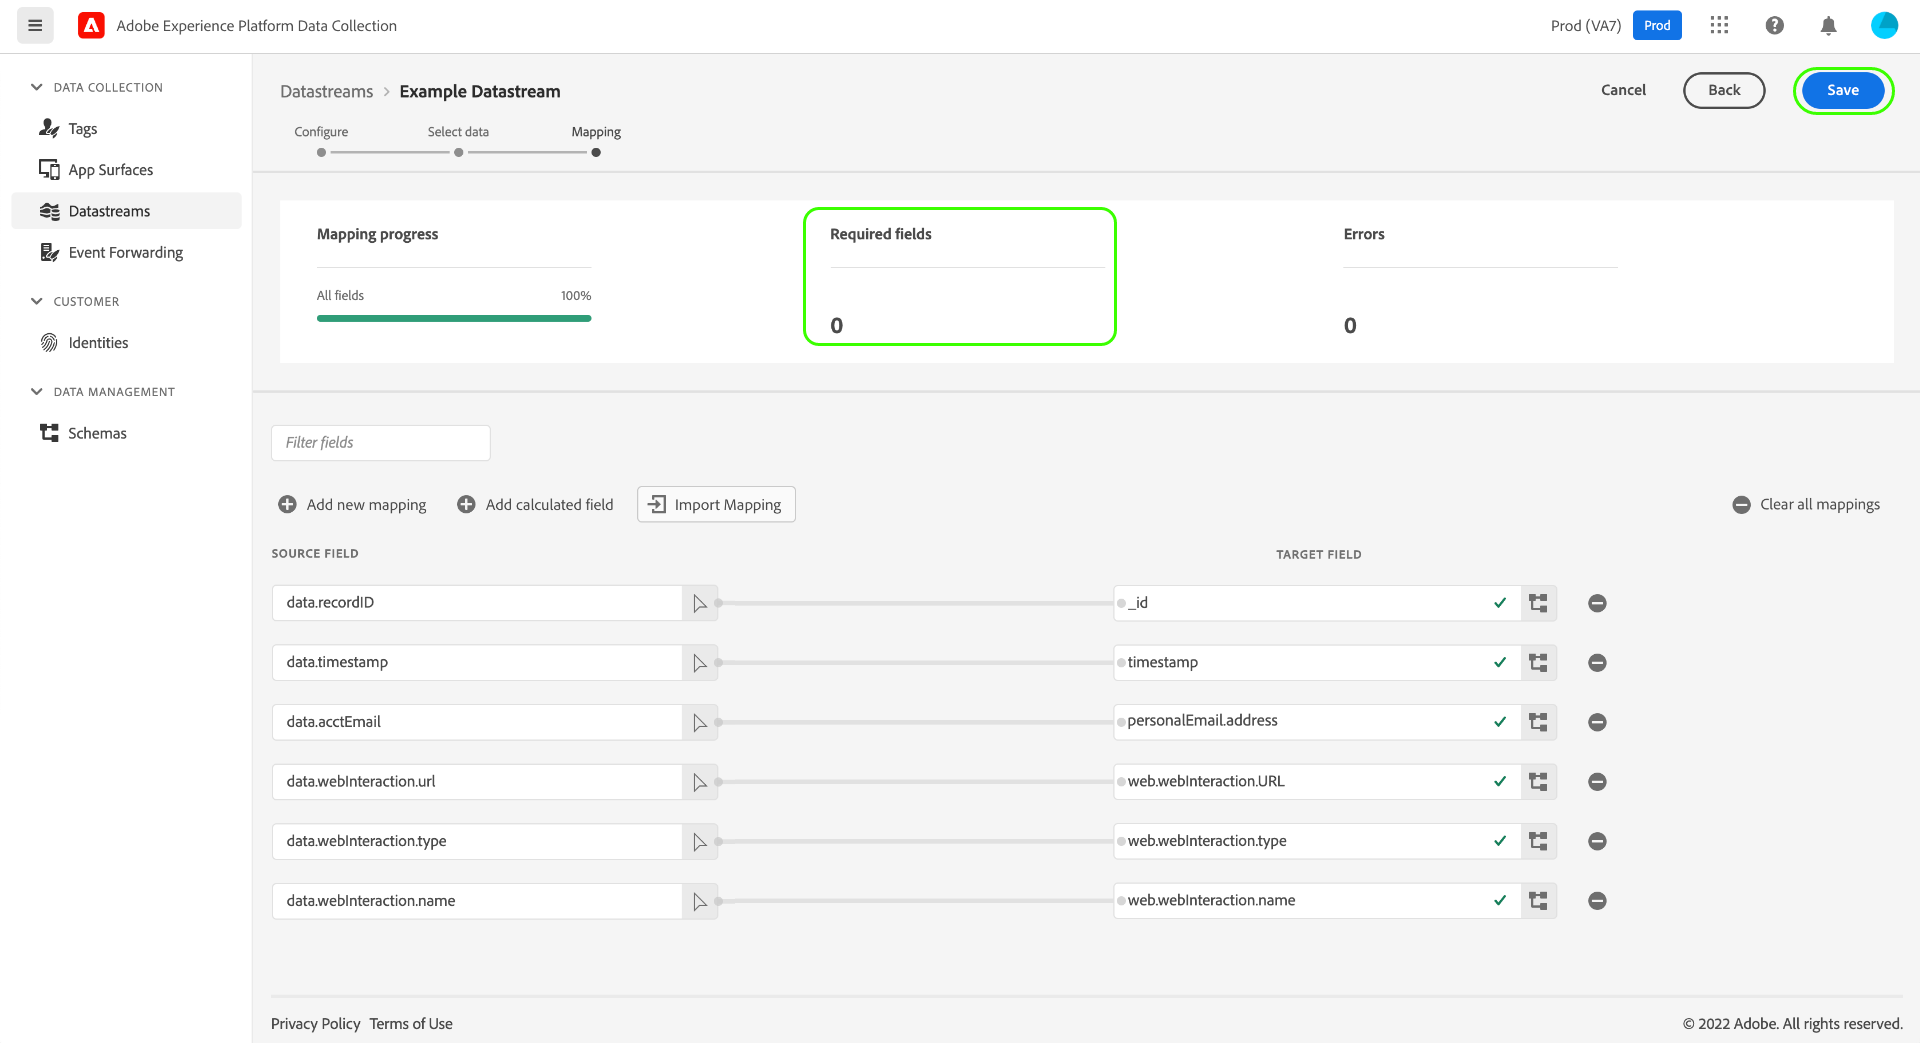 Adobe Experience Platform Data Collection
Prod (VA7)
Prod
DATA COLLECTION
Tags
App Surfaces
Datastreams
Event Forwarding
CUSTOMER
Identities
DATA MANAGEMENT
Schemas
Datastreams > Example Datastream
Cancel
Back
Save
Configure
Select data
Mapping
Mapping progress
All fields
100%
Required fields
0
Errors
0
Filter fields
Add new mapping
Add calculated field
Import Mapping
Clear all mappings
SOURCE FIELD
TARGET FIELD
data.recordID
_id
data.timestamp
timestamp
data.acctEmail
personalEmail.address
data.webInteraction.url
web.webInteraction.URL
data.webInteraction.type
web.webInteraction.type
data.webInteraction.name
web.webInteraction.name
Privacy Policy
Terms of Use
© 2022 Adobe. All rights reserved.